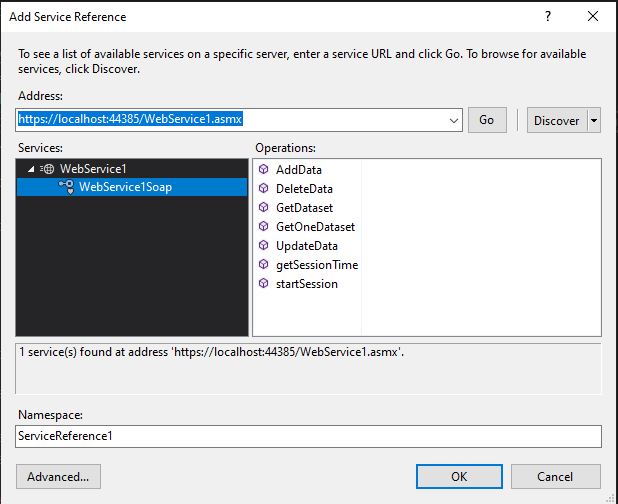 Add Service Reference
? X
To see a list of available services on a specific server, enter a service URL and click Go. To browse for available
services, click Discover.
Address:
https://localhost:44385/WebService1.asmx
Go
Discover
Services:
Operations:
WebService1
WebService1Soap
AddData
DeleteData
GetDataset
GetOneDataset
UpdateData
getSessionTime
startSession
1 service(s) found at address 'https://localhost:44385/WebService1.asmx'.
Namespace:
ServiceReference1
Advanced...
OK
Cancel